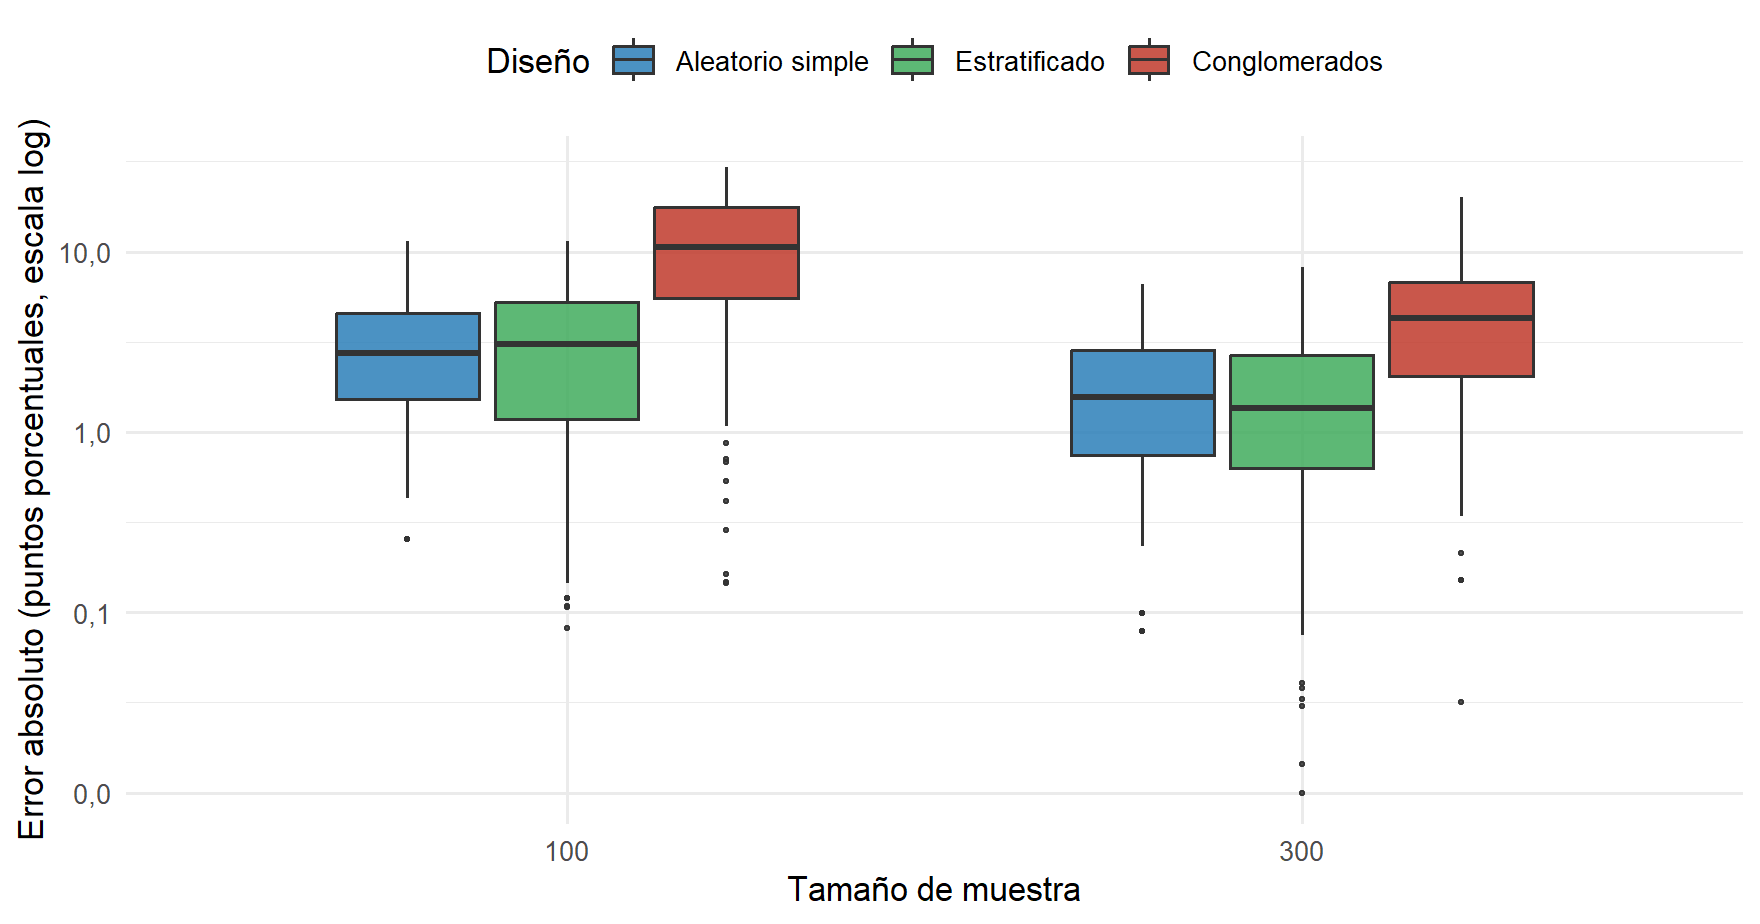 Diseño Aleatorio simple Estratificado Conglomerados
Error absoluto (puntos porcentuales, escala log)
10,0
1,0
0,1
0,0
100 300
Tamaño de muestra